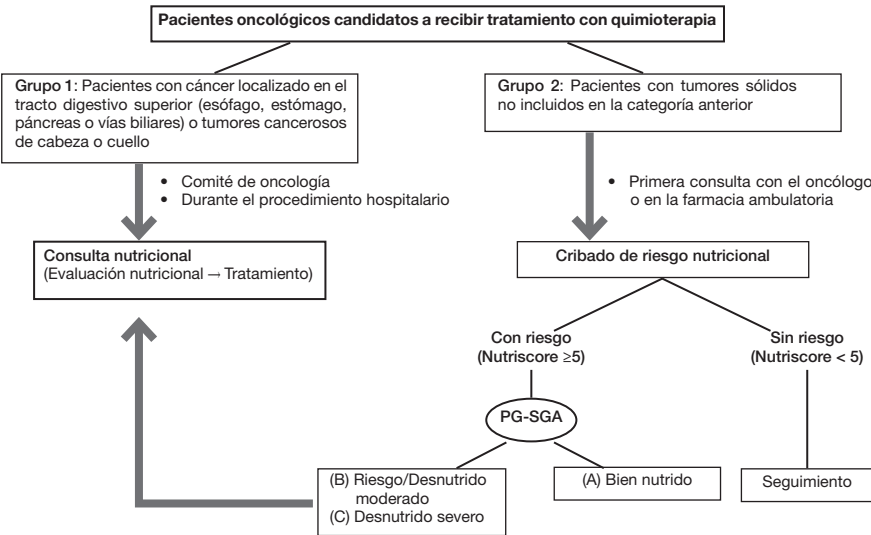 Pacientes oncológicos candidatos a recibir tratamiento con quimioterapia
Grupo 1: Pacientes con cáncer localizado en el
tracto digestivo superior (esófago, estómago,
páncreas o vías biliares) o tumores cancerosos
de cabeza o cuello
Grupo 2: Pacientes con tumores sólidos
no incluidos en la categoría anterior
• Comité de oncología
• Durante el procedimiento hospitalario
• Primera consulta con el oncólogo
o en la farmacia ambulatoria
Consulta nutricional
(Evaluación nutricional → Tratamiento)
Cribado de riesgo nutricional
Con riesgo
(Nutriscore ≥5)
Sin riesgo
(Nutriscore < 5)
PG-SGA
(B) Riesgo/Desnutrido
moderado
(C) Desnutrido severo
(A) Bien nutrido
Seguimiento